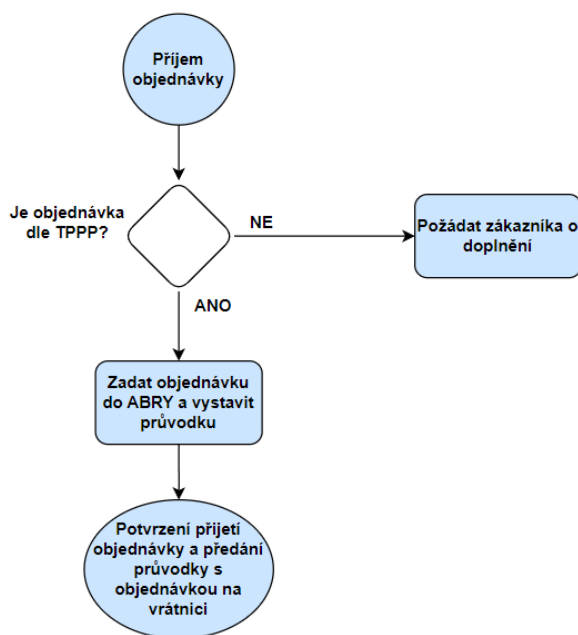 Příjem
objednávky
Je objednávka
dle TPPP?
NE
Požádat zákazníka o
doplnění
ANO
Zadat objednávku
do ABRY a vystavit
průvodku
Potvrzení přijetí
objednávky a předání
průvodky s
objednávkou na
vrátnici